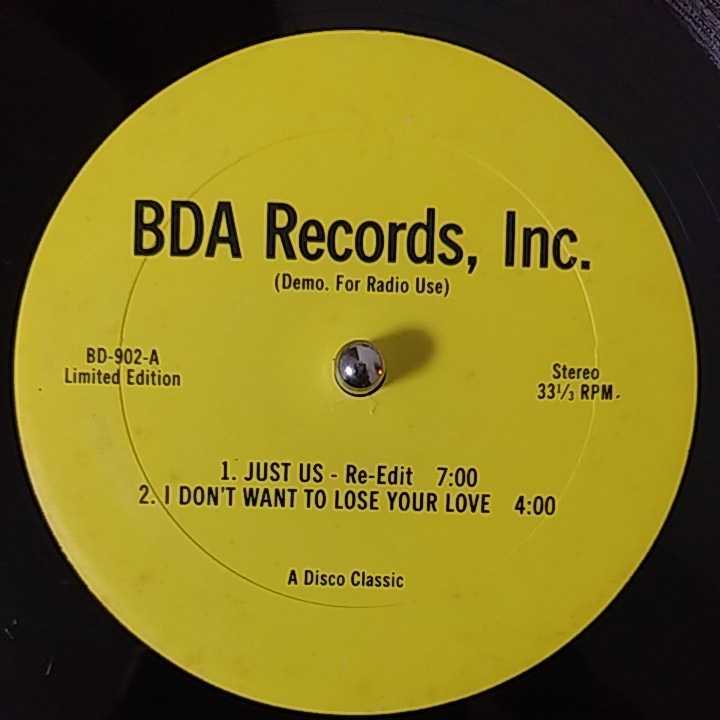 BDA Records, Inc.
(Demo. For Radio Use)
BD-902-A
Limited Edition
Stereo
33⅓ RPM.
1. JUST US - Re-Edit 7:00
2. I DON'T WANT TO LOSE YOUR LOVE 4:00
A Disco Classic